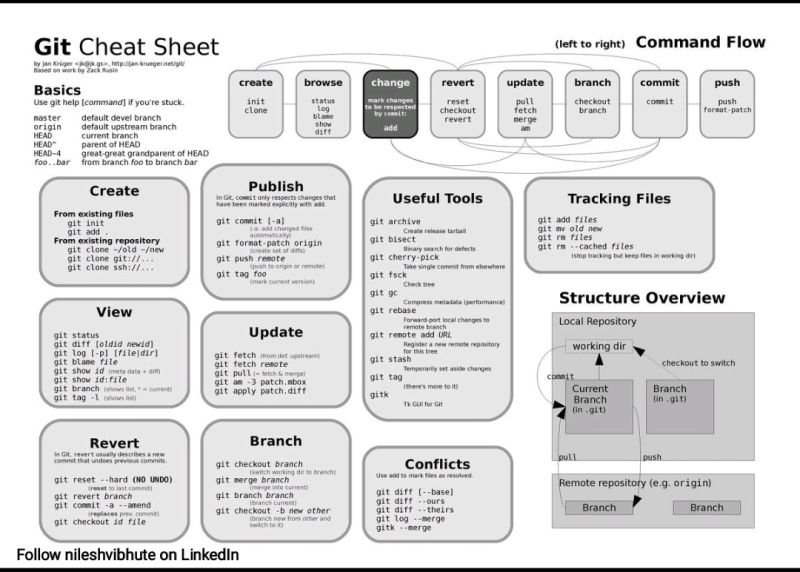 Git Cheat Sheet
by Jan Krüger <jk@jk.gs>, http://jan-krueger.net/git/
Based on work by Zack Rusin
Basics
Use git help [command] if you're stuck.
master default devel branch
origin default upstream branch
HEAD current branch
HEAD^ parent of HEAD
HEAD~4 great-great grandparent of HEAD
foo..bar from branch foo to branch bar
(left to right) Command Flow
create
init
clone
browse
status
log
blame
show
diff
change
mark changes
to be respected
by commit:
add
revert
reset
checkout
revert
update
pull
fetch
merge
am
branch
checkout
branch
commit
commit
push
push
format-patch
Create
From existing files
git init
git add .
From existing repository
git clone ~/old ~/new
git clone git://...
git clone ssh://...
View
git status
git diff [oldid newid]
git log [-p] [file|dir]
git blame file
git show id (meta data + diff)
git show id:file
git branch (shows list, * = current)
git tag -l (shows list)
Revert
In Git, revert usually describes a new
commit that undoes previous commits.
git reset --hard (NO UNDO)
(reset to last commit)
git revert branch
git commit -a --amend
(replaces prev. commit)
git checkout id file
Publish
In Git, commit only respects changes that
have been marked explicitly with add.
git commit [-a]
(-a: add changed files
automatically)
git format-patch origin
(create set of diffs)
git push remote
(push to origin or remote)
git tag foo
(mark current version)
Update
git fetch (from def. upstream)
git fetch remote
git pull (= fetch & merge)
git am -3 patch.mbox
git apply patch.diff
Branch
git checkout branch
(switch working dir to branch)
git merge branch
(merge into current)
git branch branch
(branch current)
git checkout -b new other
(branch new from other and
switch to it)
Useful Tools
git archive
Create release tarball
git bisect
Binary search for defects
git cherry-pick
Take single commit from elsewhere
git fsck
Check tree
git gc
Compress metadata (performance)
git rebase
Forward-port local changes to
remote branch
git remote add URL
Register a new remote repository
for this tree
git stash
Temporarily set aside changes
git tag
(there's more to it)
gitk
Tk GUI for Git
Conflicts
Use add to mark files as resolved.
git diff [--base]
git diff --ours
git diff --theirs
git log --merge
gitk --merge
Tracking Files
git add files
git mv old new
git rm files
git rm --cached files
(stop tracking but keep files in working dir)
Structure Overview
Local Repository
working dir
checkout to switch
commit
Current
Branch
(in .git)
Branch
(in .git)
pull
push
Remote repository (e.g. origin)
Branch
Branch
Follow nileshvibhute on LinkedIn